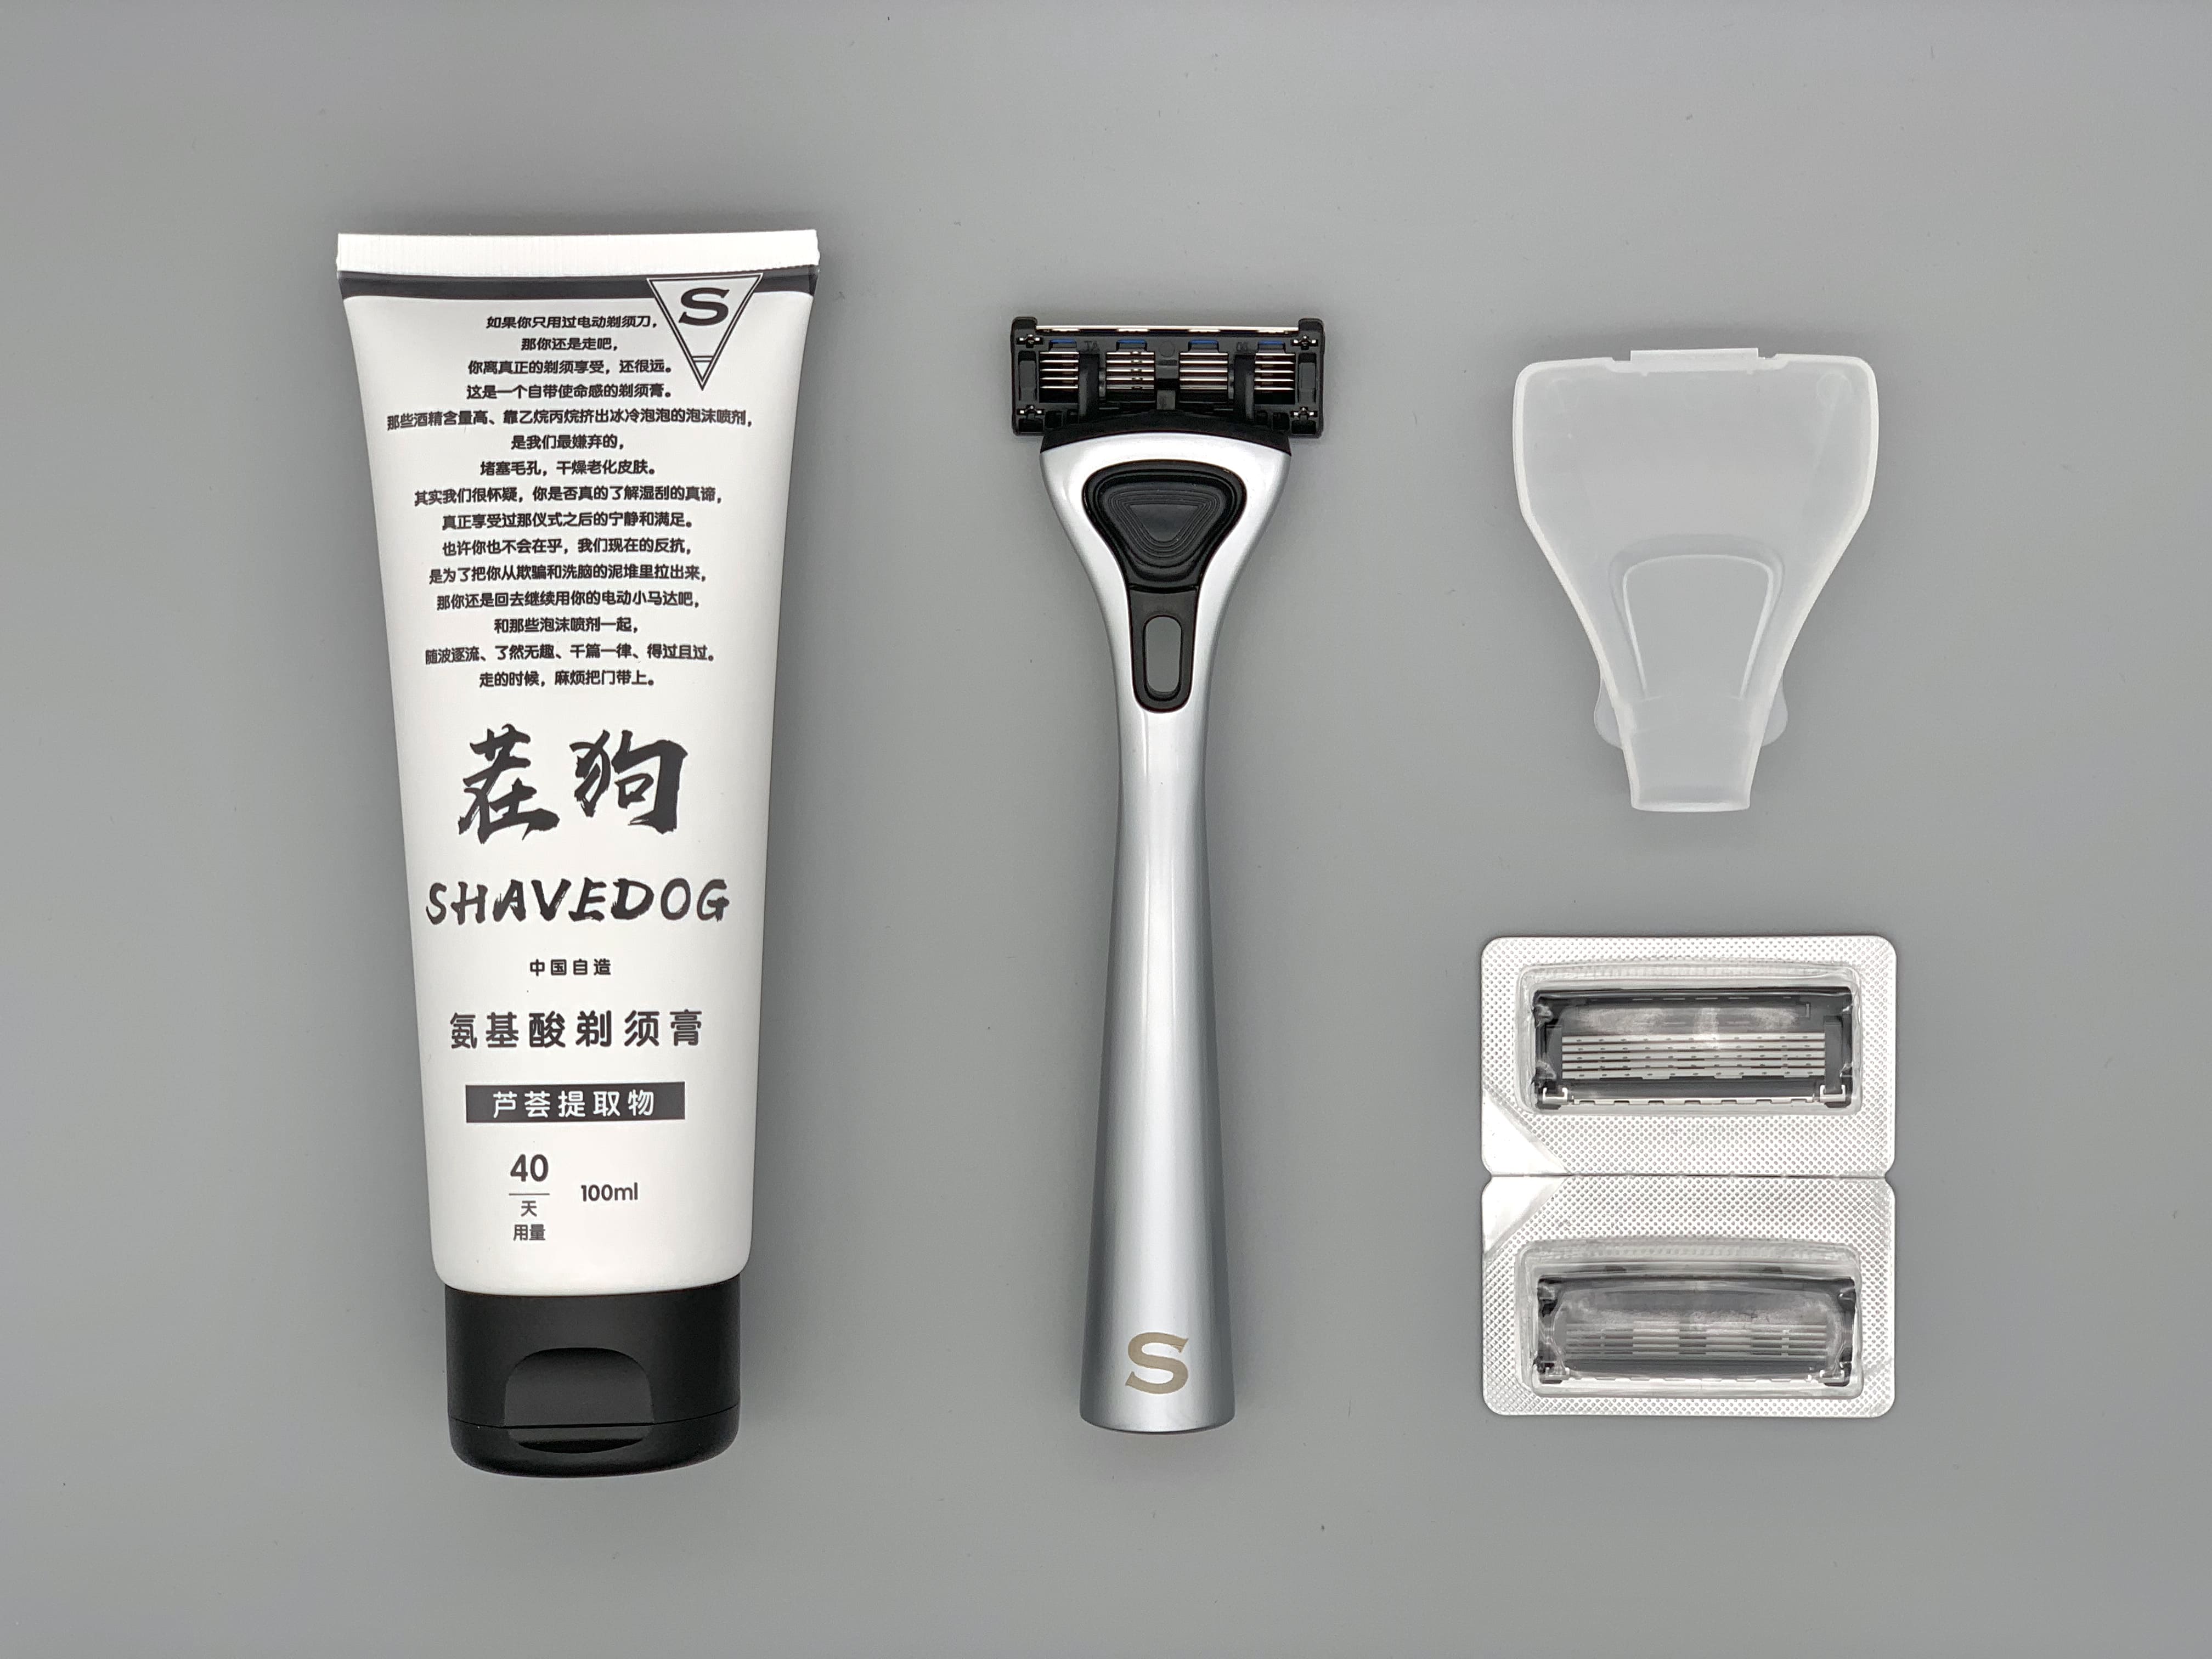 S
如果你只用过电动剃须刀，
那你还是走吧，
你离真正的剃须享受，还很远。
这是一个自带使命感的剃须膏。
那些酒精含量高、靠乙烷丙烷挤出冰冷泡泡的泡沫喷剂，
是我们最嫌弃的，
堵塞毛孔，干燥老化皮肤。
其实我们很怀疑，你是否真的了解湿刮的真谛，
真正享受过那仪式之后的宁静和满足。
也许你也不会在乎，我们现在的反抗，
是为了把你从欺骗和洗脑的泥堆里拉出来，
那你还是回去继续用你的电动小马达吧，
和那些泡沫喷剂一起，
随波逐流、了然无趣、千篇一律、得过且过。
走的时候，麻烦把门带上。
茬狗
SHAVEDOG
中国自造
氨基酸剃须膏
芦荟提取物
40
天
用量
100ml
S